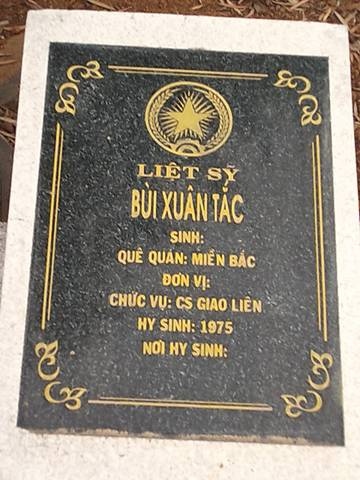 LIỆT SỸ
BÙI XUÂN TẮC
SINH:
QUÊ QUÁN: MIỀN BẮC
ĐƠN VỊ:
CHỨC VỤ: CS GIAO LIÊN
HY SINH: 1975
NƠI HY SINH: